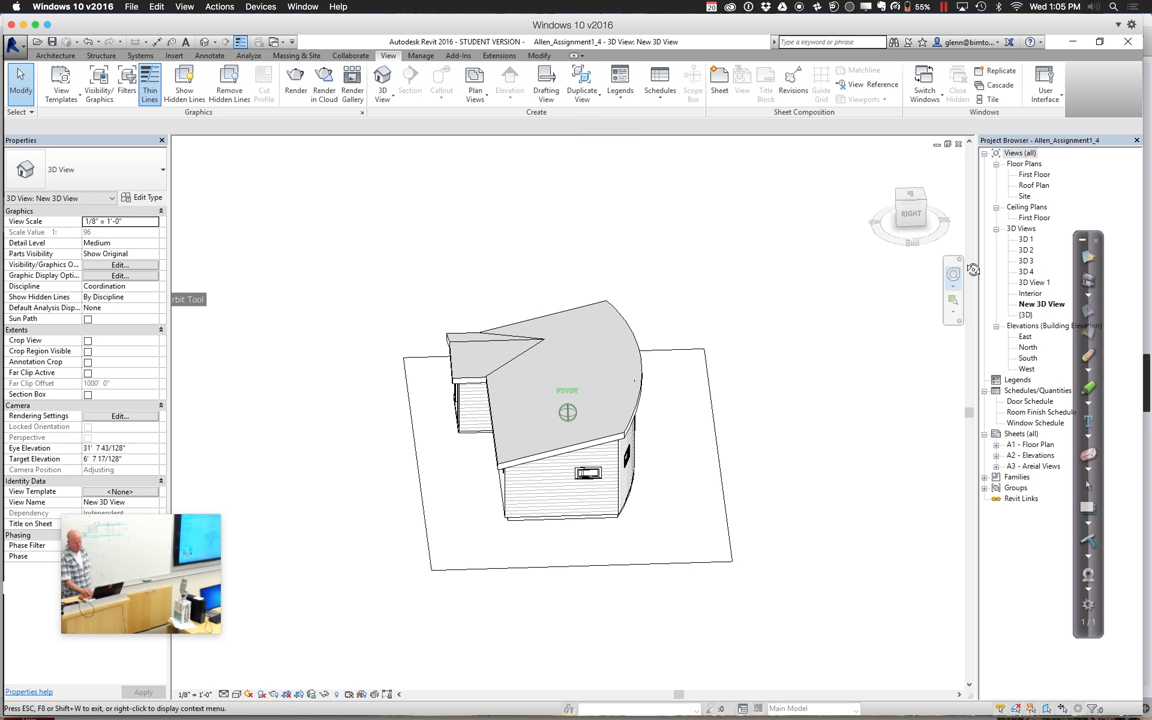 Windows 10 v2016 File Edit View Actions Devices Window Help 55% Wed 1:05 PM
Windows 10 v2016
Autodesk Revit 2016 - STUDENT VERSION - Allen_Assignment1_4 - 3D View: New 3D View
Type a keyword or phrase
glenn@bimto...
Architecture Structure Systems Insert Annotate Analyze Massing & Site Collaborate View Manage Add-Ins Extensions Modify
Modify
View Templates
Visibility/ Graphics
Filters
Thin Lines
Show Hidden Lines
Remove Hidden Lines
Cut Profile
Render
Render in Cloud
Render Gallery
3D View
Section
Callout
Plan Views
Elevation
Drafting View
Duplicate View
Legends
Schedules
Scope Box
Sheet
View
Title Block
Revisions
Guide Grid
Matchline
View Reference
Viewports
Switch Windows
Close Hidden
Replicate
Cascade
Tile
User Interface
Select
Graphics
Create
Sheet Composition
Windows
Properties
3D View
3D View: New 3D View
Edit Type
Graphics
View Scale 1/8" = 1'-0"
Scale Value 1: 96
Detail Level Medium
Parts Visibility Show Original
Visibility/Graphics O... Edit...
Graphic Display Opti... Edit...
Discipline Coordination
Show Hidden Lines By Discipline
Default Analysis Disp... None
Sun Path
Extents
Crop View
Crop Region Visible
Annotation Crop
Far Clip Active
Far Clip Offset 1000' 0"
Section Box
Camera
Rendering Settings Edit...
Locked Orientation
Perspective
Eye Elevation 31' 7 43/128"
Target Elevation 6' 7 17/128"
Camera Position Adjusting
Identity Data
View Template <None>
View Name New 3D View
Dependency Independent
Title on Sheet
Phasing
Phase Filter
Phase
Properties help
Apply
rbit Tool
PIVOT
RIGHT
Project Browser - Allen_Assignment1_4
Views (all)
Floor Plans
First Floor
Roof Plan
Site
Ceiling Plans
First Floor
3D Views
3D 1
3D 2
3D 3
3D 4
3D View 1
Interior
New 3D View
{3D}
Elevations (Building Elevation)
East
North
South
West
Legends
Schedules/Quantities
Door Schedule
Room Finish Schedule
Window Schedule
Sheets (all)
A1 - Floor Plan
A2 - Elevations
A3 - Areial Views
Families
Groups
Revit Links
1 / 1
1/8" = 1'-0"
Press ESC, F8 or Shift+W to exit, or right-click to display context menu.
:0
Main Model
:0